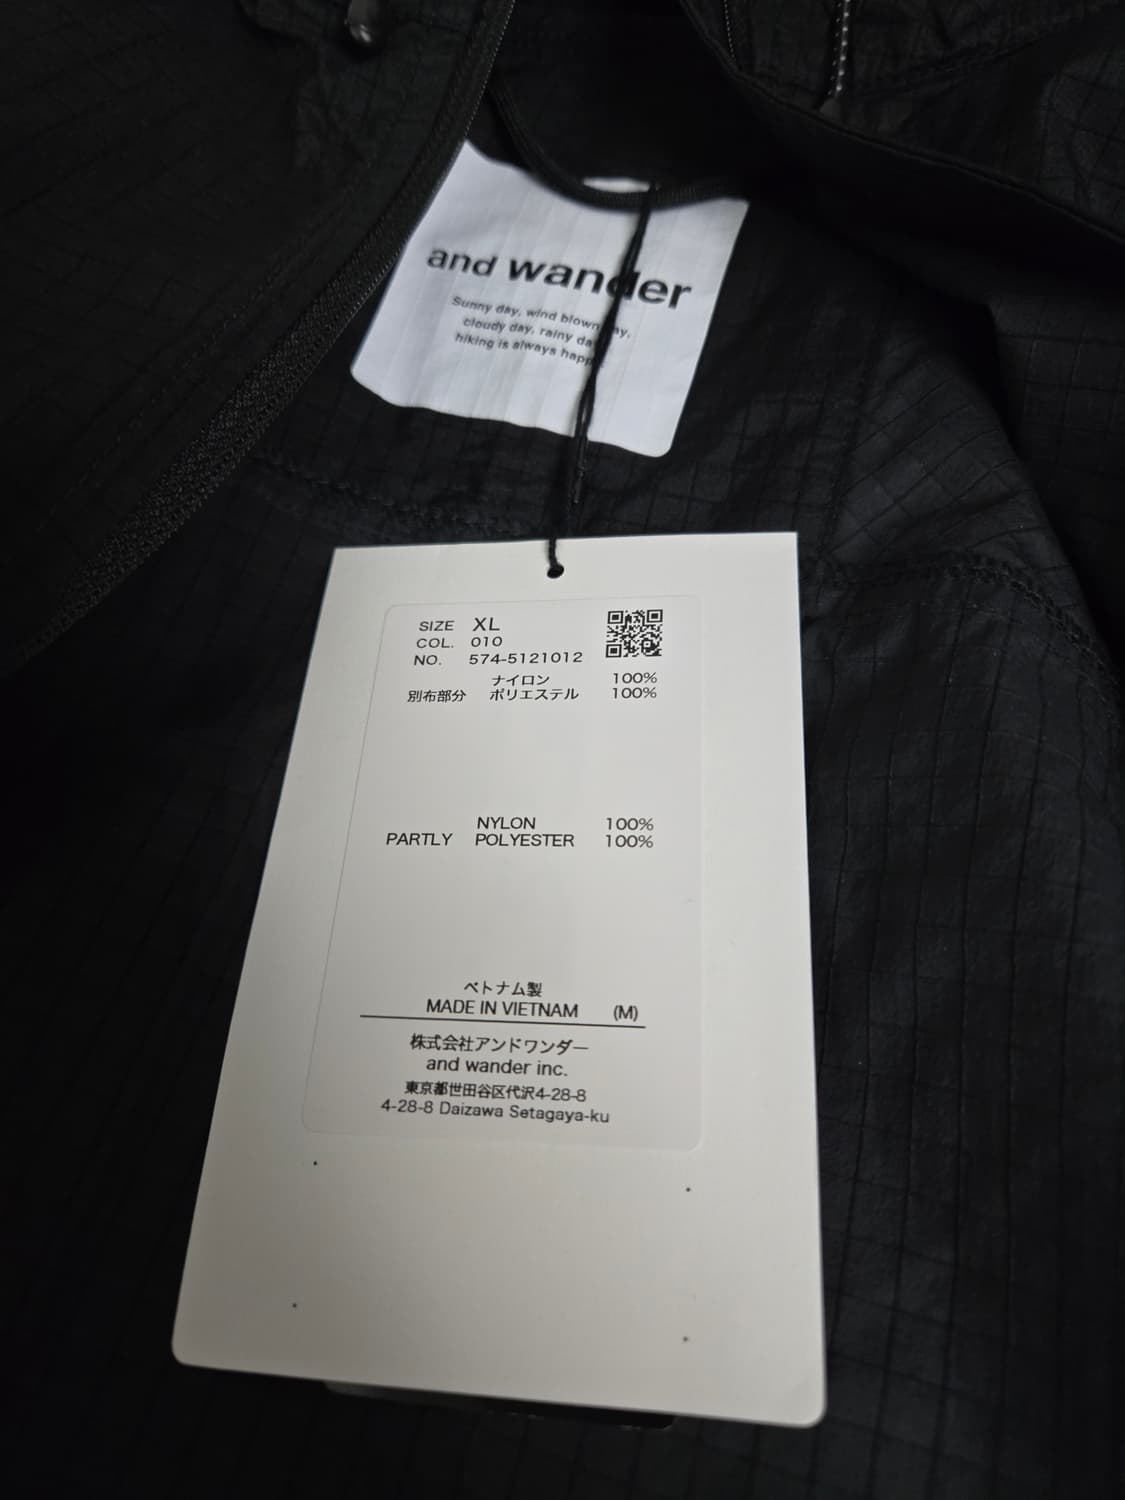 and wander
Sunny day, wind blown
cloudy day, rainy
hiking is always
SIZE XL
COL. 010
NO. 574-5121012
ナイロン 100%
別布部分 ポリエステル 100%
NYLON 100%
PARTLY POLYESTER 100%
ベトナム製
MADE IN VIETNAM (M)
株式会社アンドワンダー
and wander inc.
東京都世田谷区代沢4-28-8
4-28-8 Daizawa Setagaya-ku